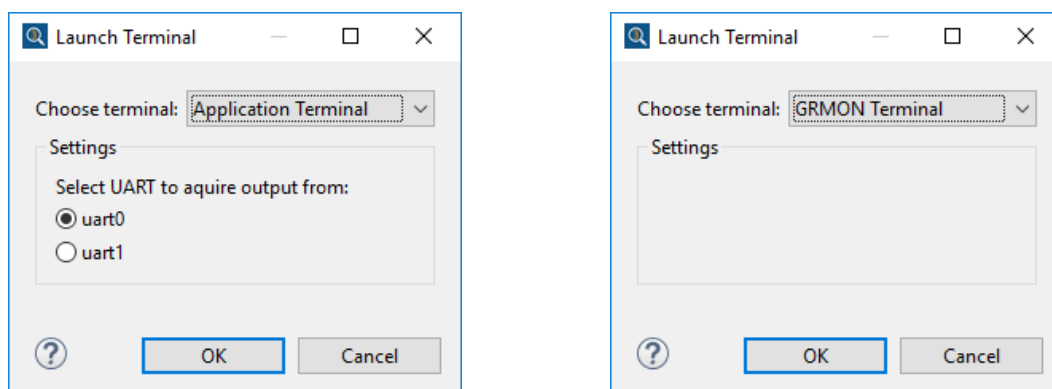 Launch Terminal
Choose terminal: Application Terminal
Settings
Select UART to aquire output from:
uart0
uart1
OK Cancel
Launch Terminal
Choose terminal: GRMON Terminal
Settings
OK Cancel